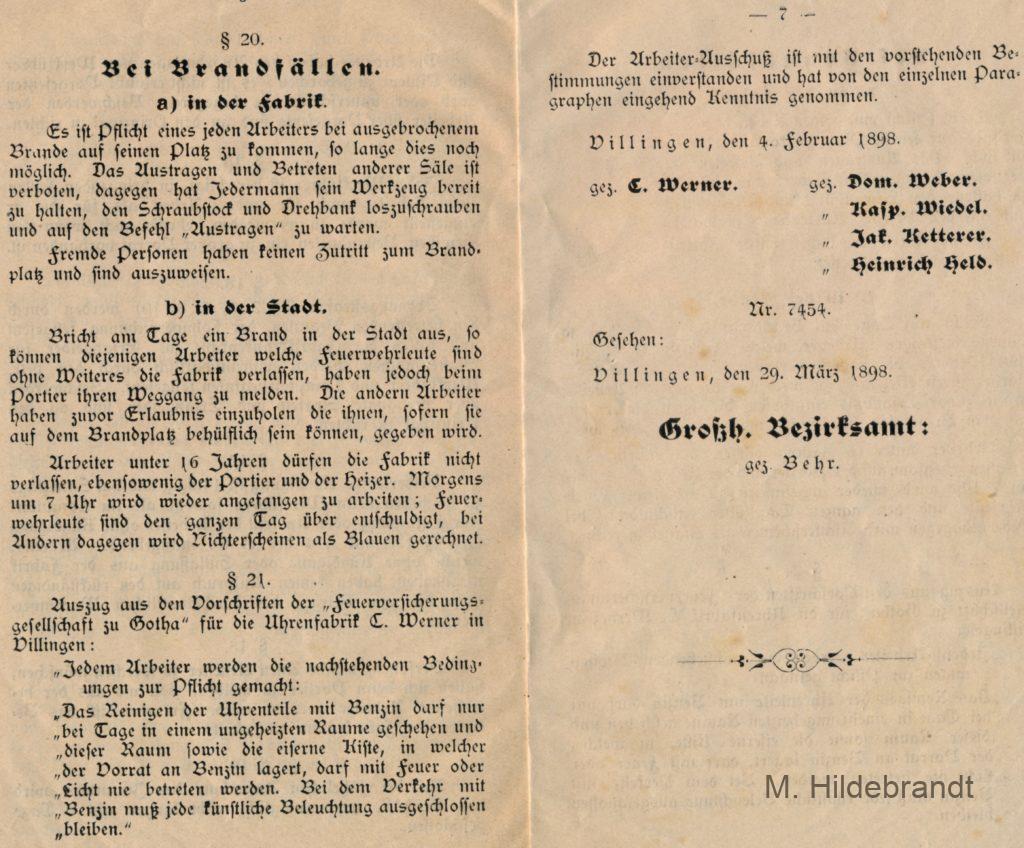 § 20.
Bei Brandfällen.
a) in der Fabrik.
Es ist Pflicht eines jeden Arbeiters bei ausgebrochenem
Brande auf seinen Platz zu kommen, so lange dies noch
möglich. Das Austragen und Betreten anderer Säle ist
verboten, dagegen hat Jedermann sein Werkzeug bereit
zu halten, den Schraubstock und Drehbank loszuschrauben
und auf den Befehl „Austragen" zu warten.
Fremde Personen haben keinen Zutritt zum Brand-
platz und sind auszuweisen.
b) in der Stadt.
Bricht am Tage ein Brand in der Stadt aus, so
können diejenigen Arbeiter welche Feuerwehrleute sind
ohne Weiteres die Fabrik verlassen, haben jedoch beim
Portier ihren Weggang zu melden. Die andern Arbeiter
haben zuvor Erlaubnis einzuholen die ihnen, sofern sie
auf dem Brandplatz behülflich sein können, gegeben wird.
Arbeiter unter 16 Jahren dürfen die Fabrik nicht
verlassen, ebensowenig der Portier und der Heizer. Morgens
um 7 Uhr wird wieder angefangen zu arbeiten; Feuer-
wehrleute sind den ganzen Tag über entschuldigt, bei
Andern dagegen wird Nichterscheinen als Blauen gerechnet.
§ 21.
Auszug aus den Vorschriften der „Feuerversicherungs-
gesellschaft zu Gotha" für die Uhrenfabrik C. Werner in
Villingen:
„Jedem Arbeiter werden die nachstehenden Beding-
ungen zur Pflicht gemacht:
„Das Reinigen der Uhrenteile mit Benzin darf nur
„bei Tage in einem ungeheizten Raume geschehen und
„dieser Raum sowie die eiserne Kiste, in welcher
„der Vorrat an Benzin lagert, darf mit Feuer oder
„Licht nie betreten werden. Bei dem Verkehr mit
„Benzin muß jede künstliche Beleuchtung ausgeschlossen
„bleiben."
— 7 —
Der Arbeiter-Ausschuß ist mit den vorstehenden Be-
stimmungen einverstanden und hat von den einzelnen Para-
graphen eingehend Kenntnis genommen.
Villingen, den 4. Februar 1898.
gez. C. Werner. gez. Dom. Weber.
„ Kasp. Wiedel.
„ Jak. Ketterer.
„ Heinrich Held.
Nr. 7454.
Gesehen:
Villingen, den 29. März 1898.
Großh. Bezirksamt:
gez. Behr.
M. Hildebrandt